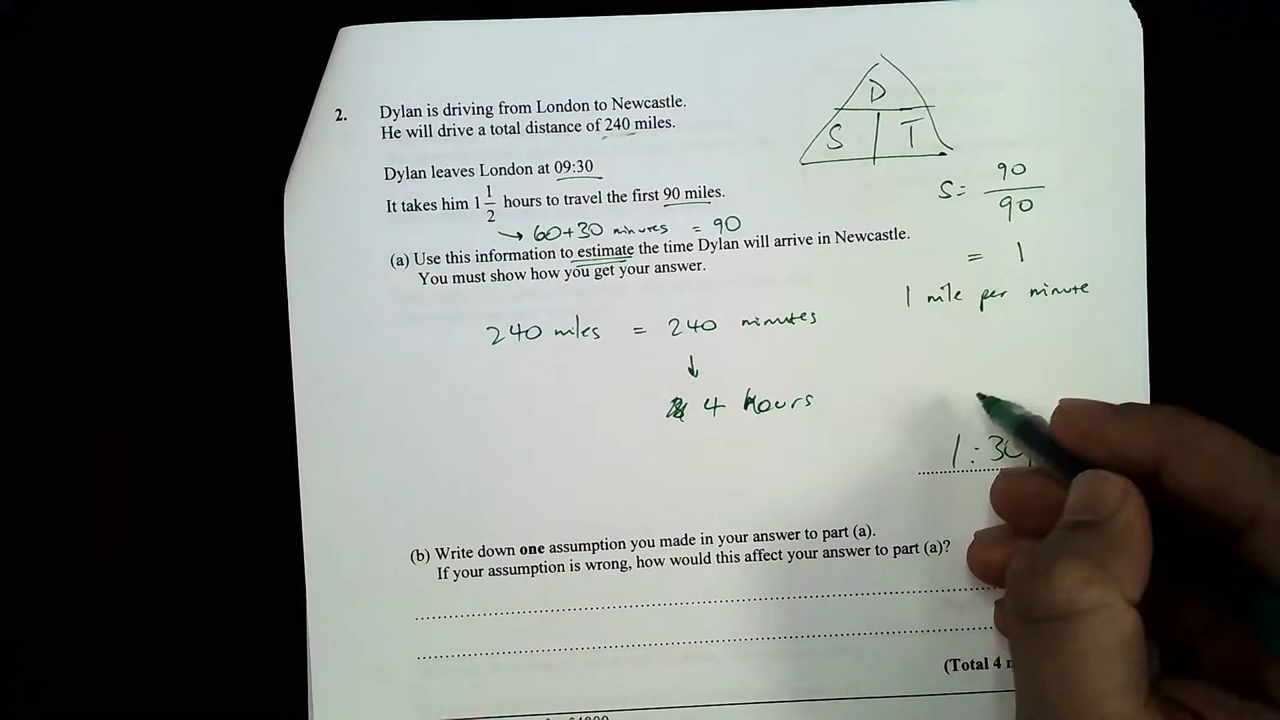 2. Dylan is driving from London to Newcastle.
He will drive a total distance of 240 miles.
D
S T
Dylan leaves London at 09:30
It takes him 1 1/2 hours to travel the first 90 miles.
→ 60+30 minutes = 90
S = 90/90
= 1
1 mile per minute
(a) Use this information to estimate the time Dylan will arrive in Newcastle.
You must show how you get your answer.
240 miles = 240 minutes
↓
4 hours
1:30
(b) Write down one assumption you made in your answer to part (a).
If your assumption is wrong, how would this affect your answer to part (a)?
(Total 4